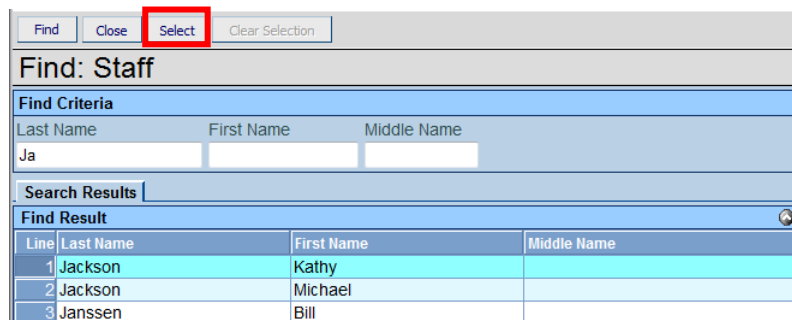 Find Close Select Clear Selection
Find: Staff
Find Criteria
Last Name First Name Middle Name
Ja
Search Results
Find Result
Line Last Name First Name Middle Name
1 Jackson Kathy
2 Jackson Michael
3 Janssen Bill